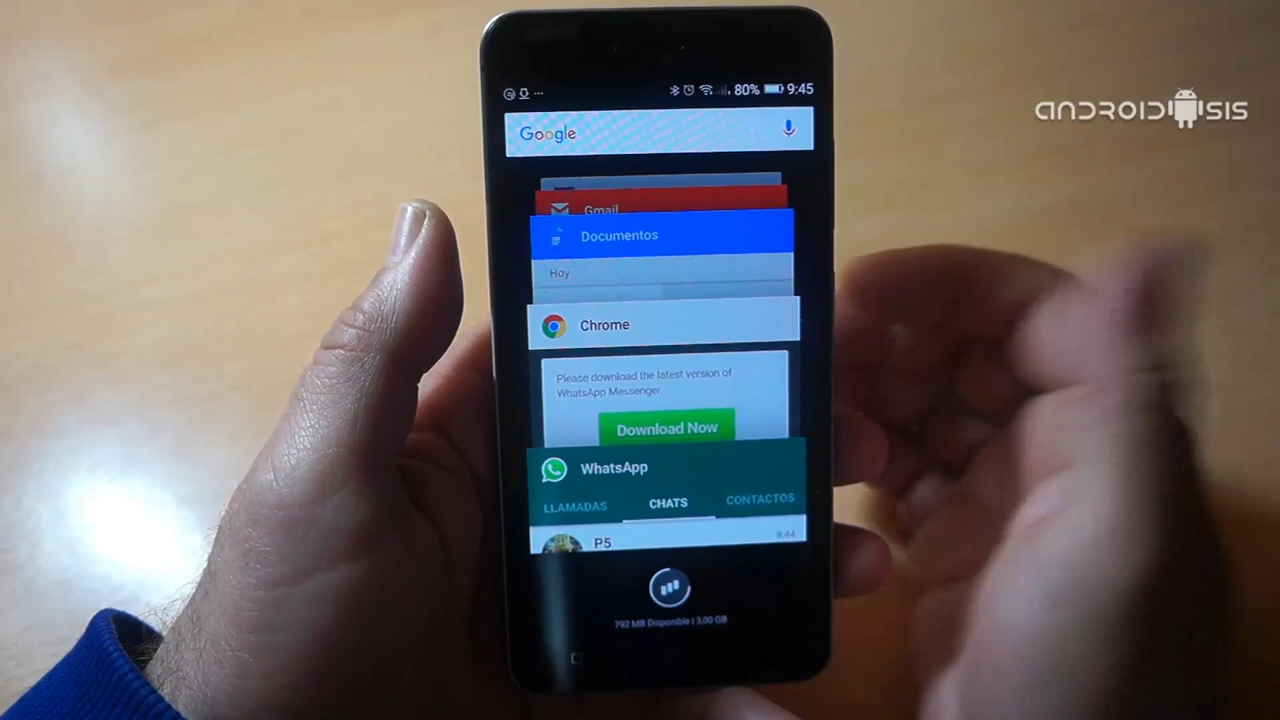 80% 9:45
ANDROIDSIS
Google
Gmail
Documentos
Hoy
Chrome
Please download the latest version of
WhatsApp Messenger.
Download Now
WhatsApp
LLAMADAS CHATS CONTACTOS
P5 9:44
792 MB Disponible | 3,00 GB